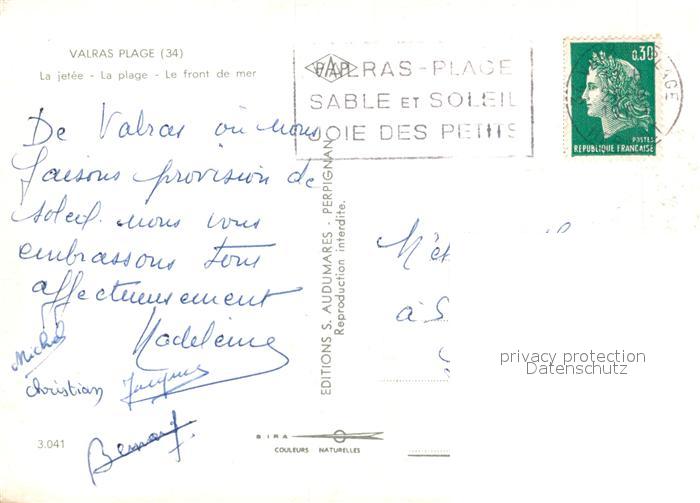 VALRAS PLAGE (34)
La jetée - La plage - Le front de mer
VALRAS-PLAGE
SABLE ET SOLEIL
JOIE DES PETITS
0,30
POSTES
REPUBLIQUE FRANÇAISE
PLAGE
De Valras où nous
faisons provision de
soleil nous vous
embrassons tous
affectueusement
Madeleine
Michel
Christian Jacques
Bernard
EDITIONS S. AUDUMARES - PERPIGNAN
Reproduction interdite.
à S
privacy protection
Datenschutz
3.041
COULEURS NATURELLES